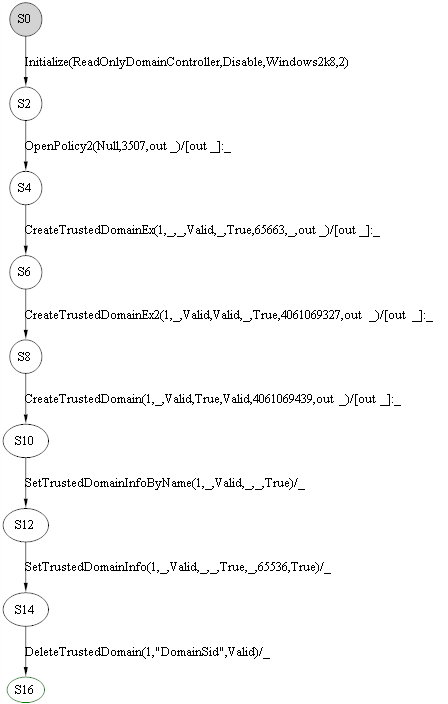 S0
Initialize(ReadOnlyDomainController,Disable,Windows2k8,2)
S2
OpenPolicy2(Null,3507,out _)/[out _]:_
S4
CreateTrustedDomainEx(1,_,_,Valid,_,True,65663,_,out _)/[out _]:_
S6
CreateTrustedDomainEx2(1,_,Valid,Valid,_,True,4061069327,out _)/[out _]:_
S8
CreateTrustedDomain(1,_,Valid,True,Valid,4061069439,out _)/[out _]:_
S10
SetTrustedDomainInfoByName(1,_,Valid,_,_,True)/_
S12
SetTrustedDomainInfo(1,_,Valid,_,_,True,_,65536,True)/_
S14
DeleteTrustedDomain(1,"DomainSid",Valid)/_
S16